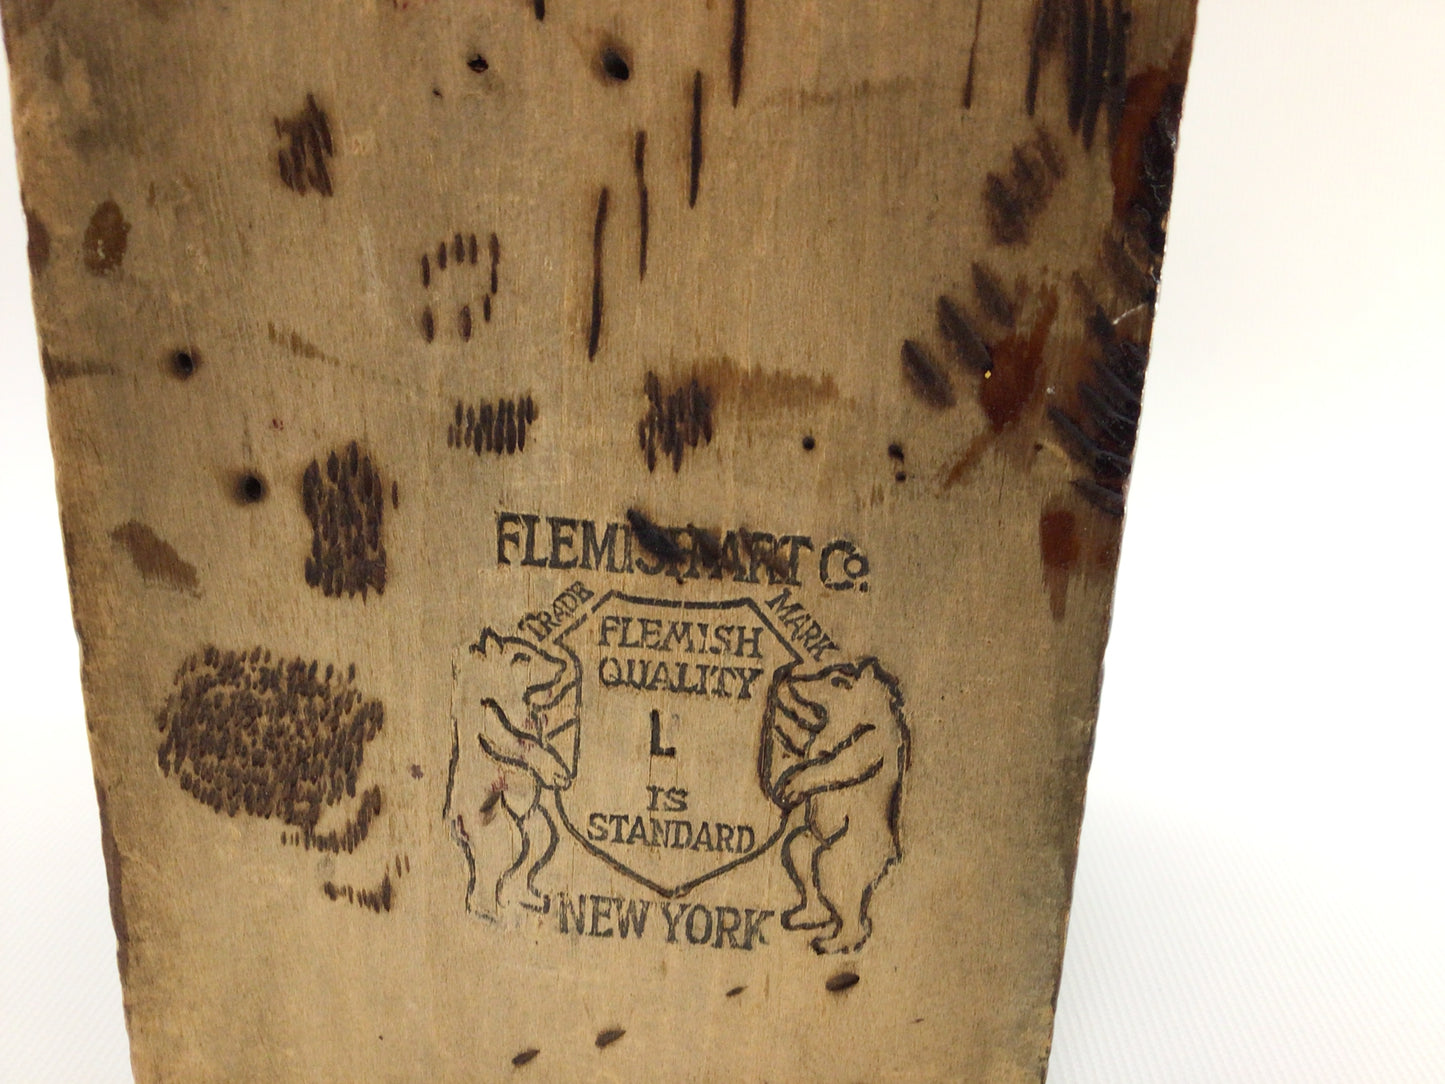 FLEMISH ART Co.
TRADE MARK
FLEMISH
QUALITY
L
IS
STANDARD
NEW YORK